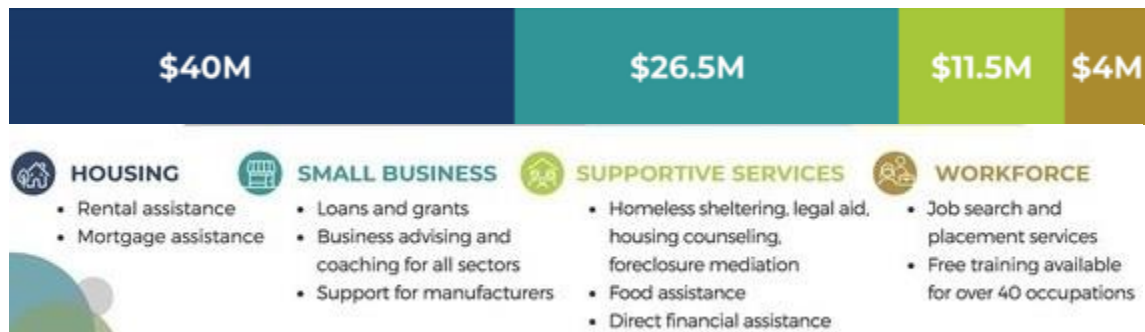 $40M $26.5M $11.5M $4M
HOUSING
• Rental assistance
• Mortgage assistance
SMALL BUSINESS
• Loans and grants
• Business advising and
coaching for all sectors
• Support for manufacturers
SUPPORTIVE SERVICES
• Homeless sheltering, legal aid,
housing counseling,
foreclosure mediation
• Food assistance
• Direct financial assistance
WORKFORCE
• Job search and
placement services
• Free training available
for over 40 occupations